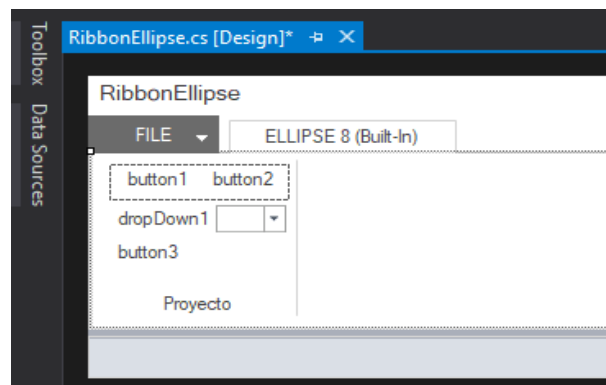 Toolbox
Data Sources
RibbonEllipse.cs [Design]*
RibbonEllipse
FILE ELLIPSE 8 (Built-In)
button1 button2
dropDown1
button3
Proyecto